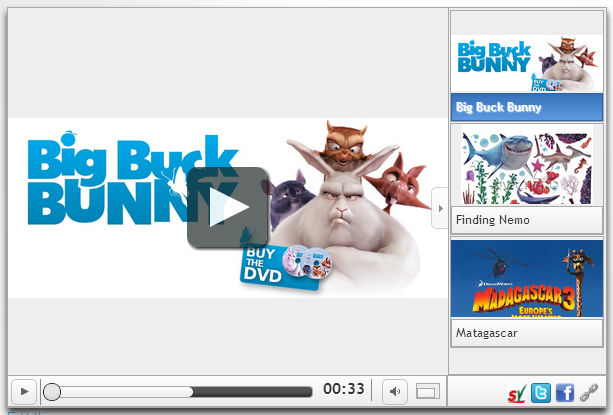 Big Buck
BUNNY
BUY
THE
DVD
00:33
Big Buck
BUNNY
BUY
THE
DVD
Big Buck Bunny
Finding Nemo
DREAMWORKS
MADAGASCAR 3
EUROPE'S
Matagascar